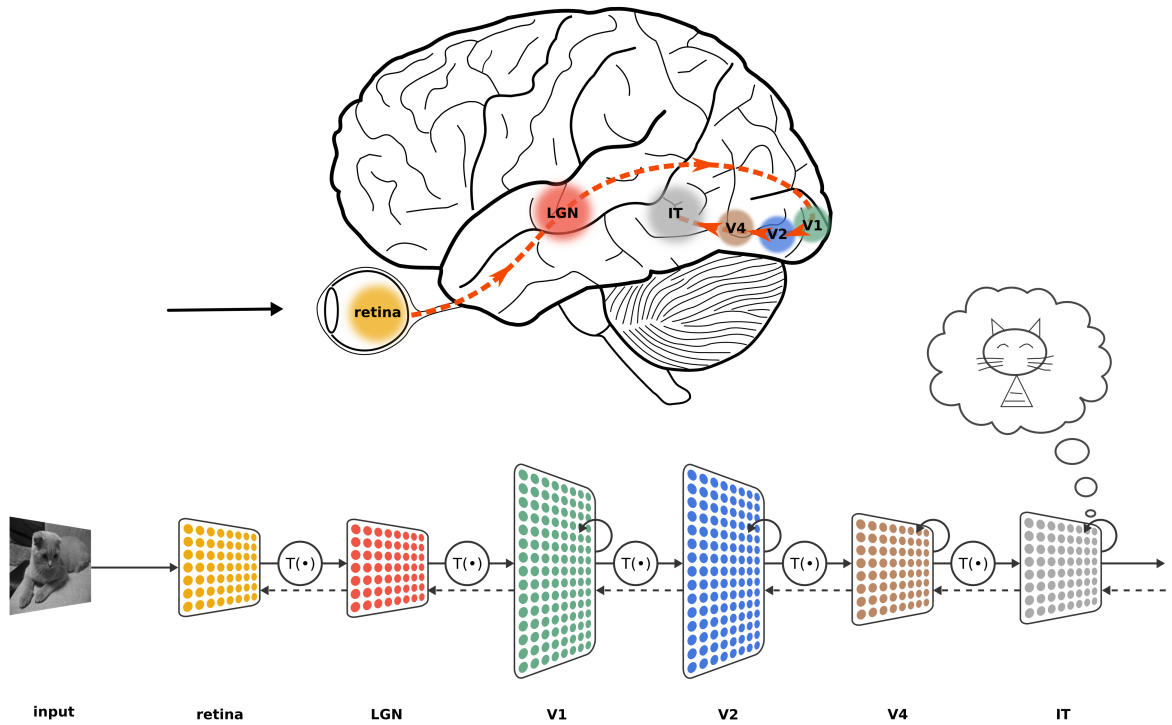 LGN
IT
V4
V2
V1
retina
T(•)
T(•)
T(•)
T(•)
T(•)
input
retina
LGN
V1
V2
V4
IT